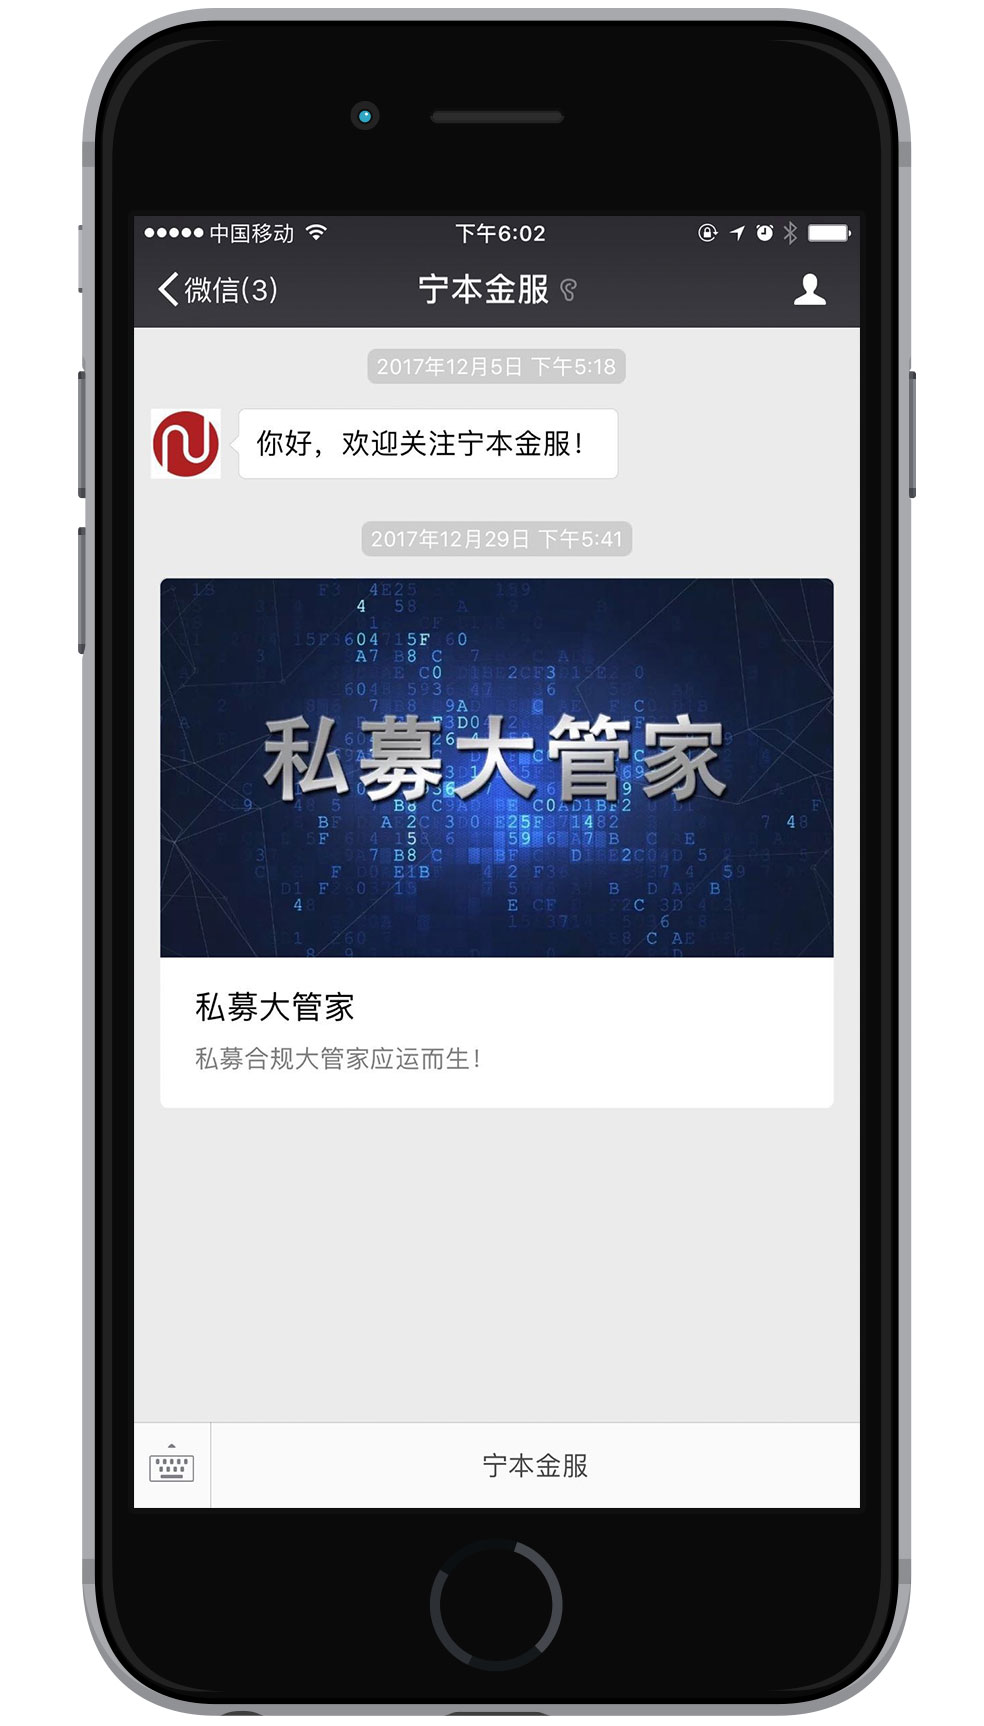 中国移动 下午6:02
微信(3) 宁本金服
2017年12月5日 下午5:18
你好，欢迎关注宁本金服！
2017年12月29日 下午5:41
私募大管家
私募大管家
私募合规大管家应运而生！
宁本金服